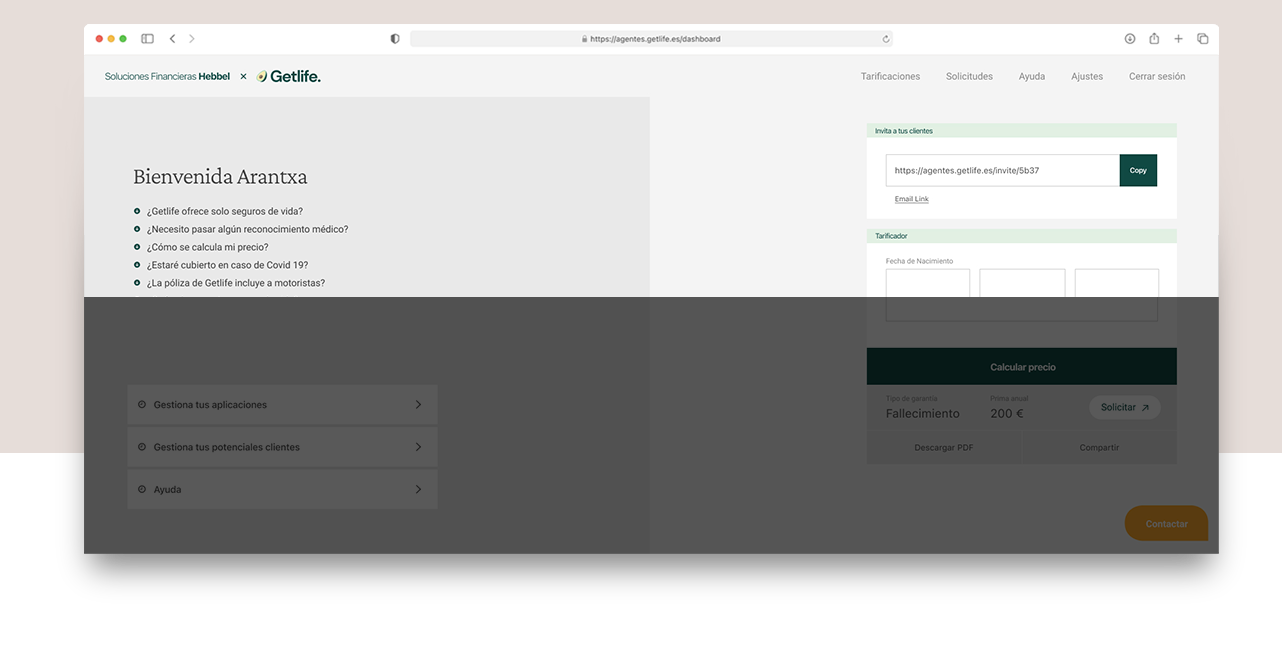 https://agentes.getlife.es/dashboard
Soluciones Financieras Hebbel × Getlife.
Tarificaciones Solicitudes Ayuda Ajustes Cerrar sesión
Bienvenida Arantxa
¿Getlife ofrece solo seguros de vida?
¿Necesito pasar algún reconocimiento médico?
¿Cómo se calcula mi precio?
¿Estaré cubierto en caso de Covid 19?
¿La póliza de Getlife incluye a motoristas?
Gestiona tus aplicaciones
Gestiona tus potenciales clientes
Ayuda
Invita a tus clientes
https://agentes.getlife.es/invite/5b37 Copy
Email Link
Tarificador
Fecha de Nacimiento
Calcular precio
Tipo de garantía Prima anual
Fallecimiento 200 € Solicitar
Descargar PDF Compartir
Contactar